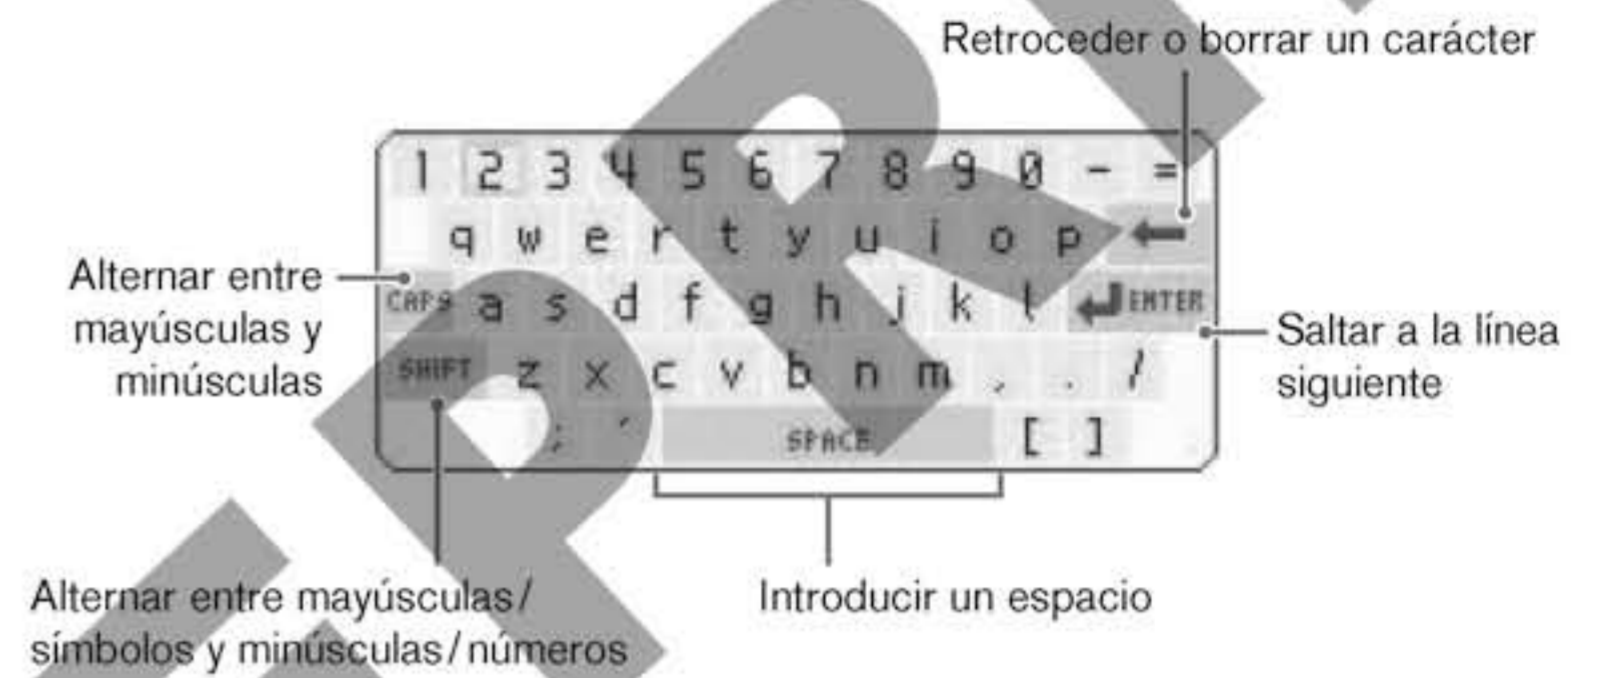 Retroceder o borrar un carácter
1 2 3 4 5 6 7 8 9 0 - =
q w e r t y u i o p
Alternar entre
mayúsculas y
minúsculas
CAPS a s d f g h j k l ENTER
Saltar a la línea
siguiente
SHIFT z x c v b n m , . /
; ' SPACE [ ]
Alternar entre mayúsculas/
símbolos y minúsculas/números
Introducir un espacio